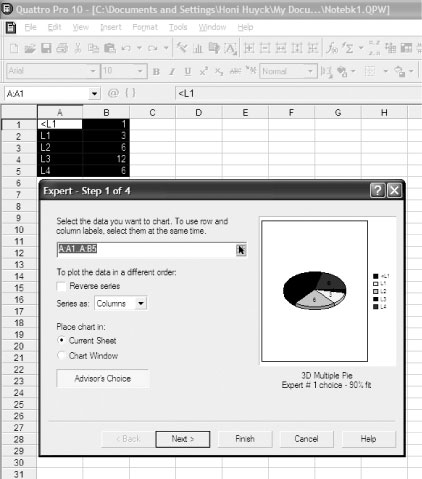 Quattro Pro 10 - [C:\Documents and Settings\Honi Huyck\My Docu...\Notebk1.QPW]
File Edit View Insert Format Tools Window Help
Arial 10 B I U Normal
A:A1 @ {} <L1
A B C D E F G H
1 <L1 1
2 L1 3
3 L2 6
4 L3 12
5 L4 6
6
7
8
9
10
11
12
13
14
15
16
17
18
19
20
21
22
23
24
25
26
27
28
29
30
31
Expert - Step 1 of 4
Select the data you want to chart. To use row and
column labels, select them at the same time.
A:A1..A:B5
To plot the data in a different order:
Reverse series
Series as: Columns
Place chart in:
Current Sheet
Chart Window
Advisor's Choice
<L1
L1
L2
L3
L4
6
3D Multiple Pie
Expert # 1 choice - 90% fit
< Back Next > Finish Cancel Help